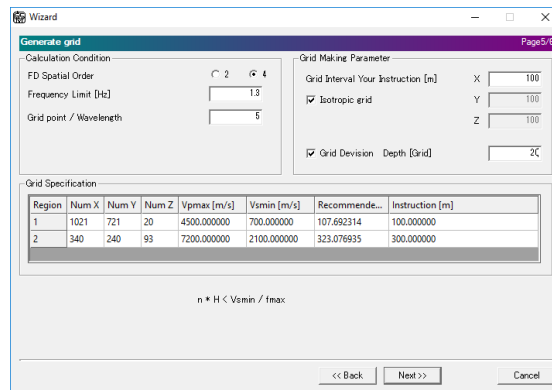 Wizard
Generate grid Page5/6
Calculation Condition
FD Spatial Order 2 4
Frequency Limit [Hz] 1.3
Grid point / Wavelength 5
Grid Making Parameter
Grid Interval Your Instruction [m] X 100
Isotropic grid Y 100
Z 100
Grid Devision Depth [Grid] 20
Grid Specification
Region Num X Num Y Num Z Vpmax [m/s] Vsmin [m/s] Recommende... Instruction [m]
1 1021 721 20 4500.000000 700.000000 107.692314 100.000000
2 340 240 93 7200.000000 2100.000000 323.076935 300.000000
n * H < Vsmin / fmax
<< Back Next >> Cancel